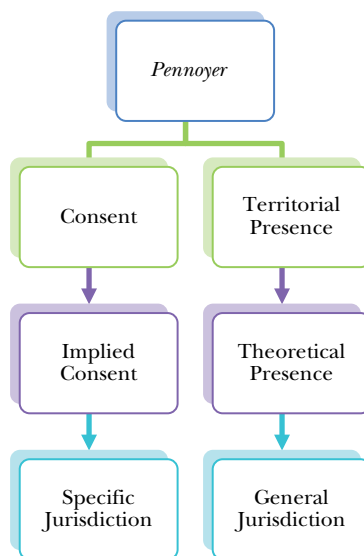 Pennoyer
Consent
Territorial
Presence
Implied
Consent
Theoretical
Presence
Specific
Jurisdiction
General
Jurisdiction